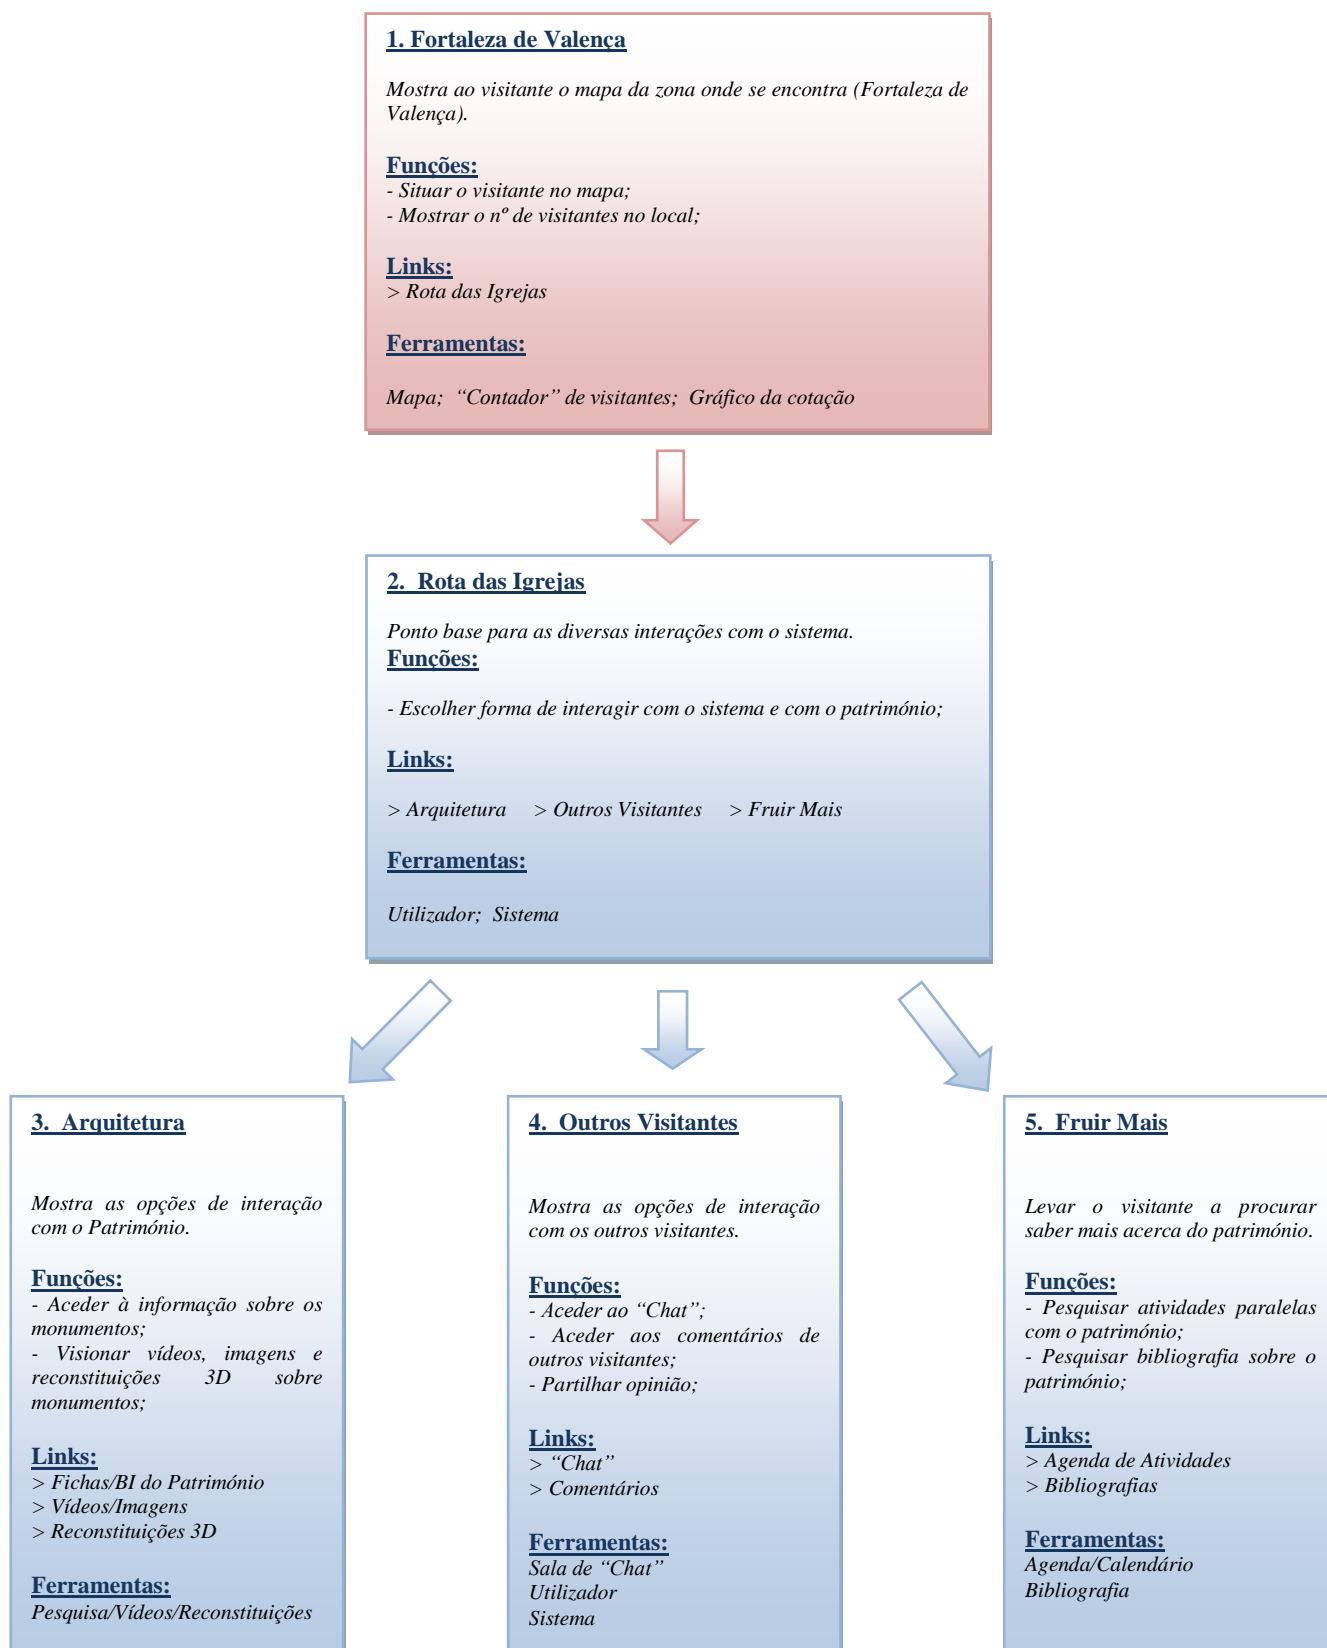 1. Fortaleza de Valença
Mostra ao visitante o mapa da zona onde se encontra (Fortaleza de
Valença).
Funções:
- Situar o visitante no mapa;
- Mostrar o nº de visitantes no local;
Links:
> Rota das Igrejas
Ferramentas:
Mapa; “Contador” de visitantes; Gráfico da cotação
2. Rota das Igrejas
Ponto base para as diversas interações com o sistema.
Funções:
- Escolher forma de interagir com o sistema e com o património;
Links:
> Arquitetura > Outros Visitantes > Fruir Mais
Ferramentas:
Utilizador; Sistema
3. Arquitetura
Mostra as opções de interação
com o Património.
Funções:
- Aceder à informação sobre os
monumentos;
- Visionar vídeos, imagens e
reconstituições 3D sobre
monumentos;
Links:
> Fichas/BI do Património
> Vídeos/Imagens
> Reconstituições 3D
Ferramentas:
Pesquisa/Vídeos/Reconstituições
4. Outros Visitantes
Mostra as opções de interação
com os outros visitantes.
Funções:
- Aceder ao “Chat”;
- Aceder aos comentários de
outros visitantes;
- Partilhar opinião;
Links:
> “Chat”
> Comentários
Ferramentas:
Sala de “Chat”
Utilizador
Sistema
5. Fruir Mais
Levar o visitante a procurar
saber mais acerca do património.
Funções:
- Pesquisar atividades paralelas
com o património;
- Pesquisar bibliografia sobre o
património;
Links:
> Agenda de Atividades
> Bibliografias
Ferramentas:
Agenda/Calendário
Bibliografia